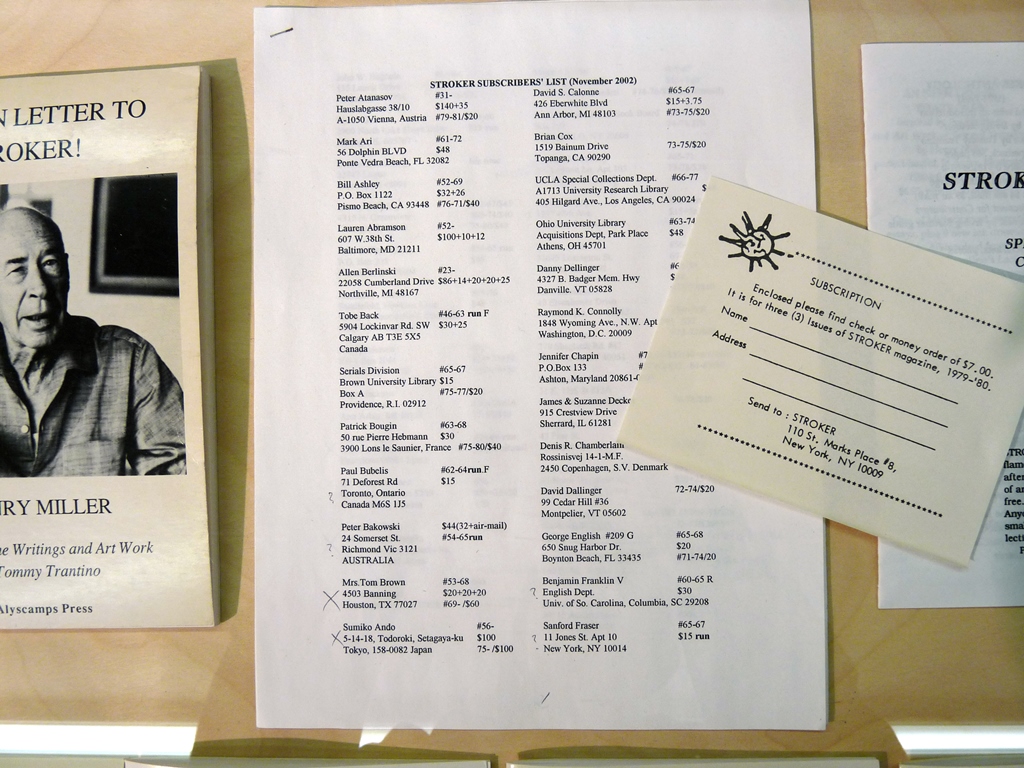 N LETTER TO
ROKER!
RY MILLER
Writings and Art Work
Tommy Trantino
Alyscamps Press
STROKER SUBSCRIBERS' LIST (November 2002)
Peter Atanasov #31-
Hauslabgasse 38/10 $140+35
A-1050 Vienna, Austria #79-81/$20
Mark Ari #61-72
56 Dolphin BLVD $48
Ponte Vedra Beach, FL 32082
Bill Ashley #52-69
P.O. Box 1122 $32+26
Pismo Beach, CA 93448 #76-71/$40
Lauren Abramson #52-
607 W.38th St. $100+10+12
Baltimore, MD 21211
Allen Berlinski #23-
22058 Cumberland Drive $86+14+20+20+25
Northville, MI 48167
Tobe Back #46-63 run F
5904 Lockinvar Rd. SW $30+25
Calgary AB T3E 5X5
Canada
Serials Division #65-67
Brown University Library $15
Box A #75-77/$20
Providence, R.I. 02912
Patrick Bougin #63-68
50 rue Pierre Hebmann $30
3900 Lons le Saunier, France #75-80/$40
Paul Bubelis #62-64run.F
71 Deforest Rd $15
? Toronto, Ontario
Canada M6S 1J5
Peter Bakowski $44(32+air-mail)
24 Somerset St. #54-65run
? Richmond Vic 3121
AUSTRALIA
Mrs.Tom Brown #53-68
X 4503 Banning $20+20+20
Houston, TX 77027 #69- /$60
Sumiko Ando #56-
X 5-14-18, Todoroki, Setagaya-ku $100
Tokyo, 158-0082 Japan 75- /$100
David S. Calonne #65-67
426 Eberwhite Blvd $15+3.75
Ann Arbor, MI 48103 #73-75/$20
Brian Cox
1519 Bainum Drive 73-75/$20
Topanga, CA 90290
UCLA Special Collections Dept. #66-77
A1713 University Research Library $
405 Hilgard Ave., Los Angeles, CA 90024
Ohio University Library #63-74
Acquisitions Dept, Park Place $48
Athens, OH 45701
Danny Dellinger #6
4327 B. Badger Mem. Hwy $
Danville. VT 05828
Raymond K. Connolly
1848 Wyoming Ave., N.W. Apt
Washington, D.C. 20009
Jennifer Chapin #7
P.O.Box 133 #
Ashton, Maryland 20861-
James & Suzanne Decke
915 Crestview Drive
Sherrard, IL 61281
Denis R. Chamberlain
Rossinisvej 14-1-M.F.
2450 Copenhagen, S.V. Denmark
David Dallinger 72-74/$20
99 Cedar Hill #36
Montpelier, VT 05602
George English #209 G #65-68
650 Snug Harbor Dr. $20
Boynton Beach, FL 33435 #71-74/20
Benjamin Franklin V #60-65 R
? English Dept. $30
Univ. of So. Carolina, Columbia, SC 29208
Sanford Fraser #65-67
? 11 Jones St. Apt 10 $15 run
New York, NY 10014
SUBSCRIPTION
Enclosed please find check or money order of $7.00.
It is for three (3) issues of STROKER magazine, 1979-'80.
Name
Address
Send to : STROKER
110 St. Marks Place #8,
New York, NY 10009
STROK
SP
C
STRO
flam
after
of an
free.
Anyo
sma
lecti
F